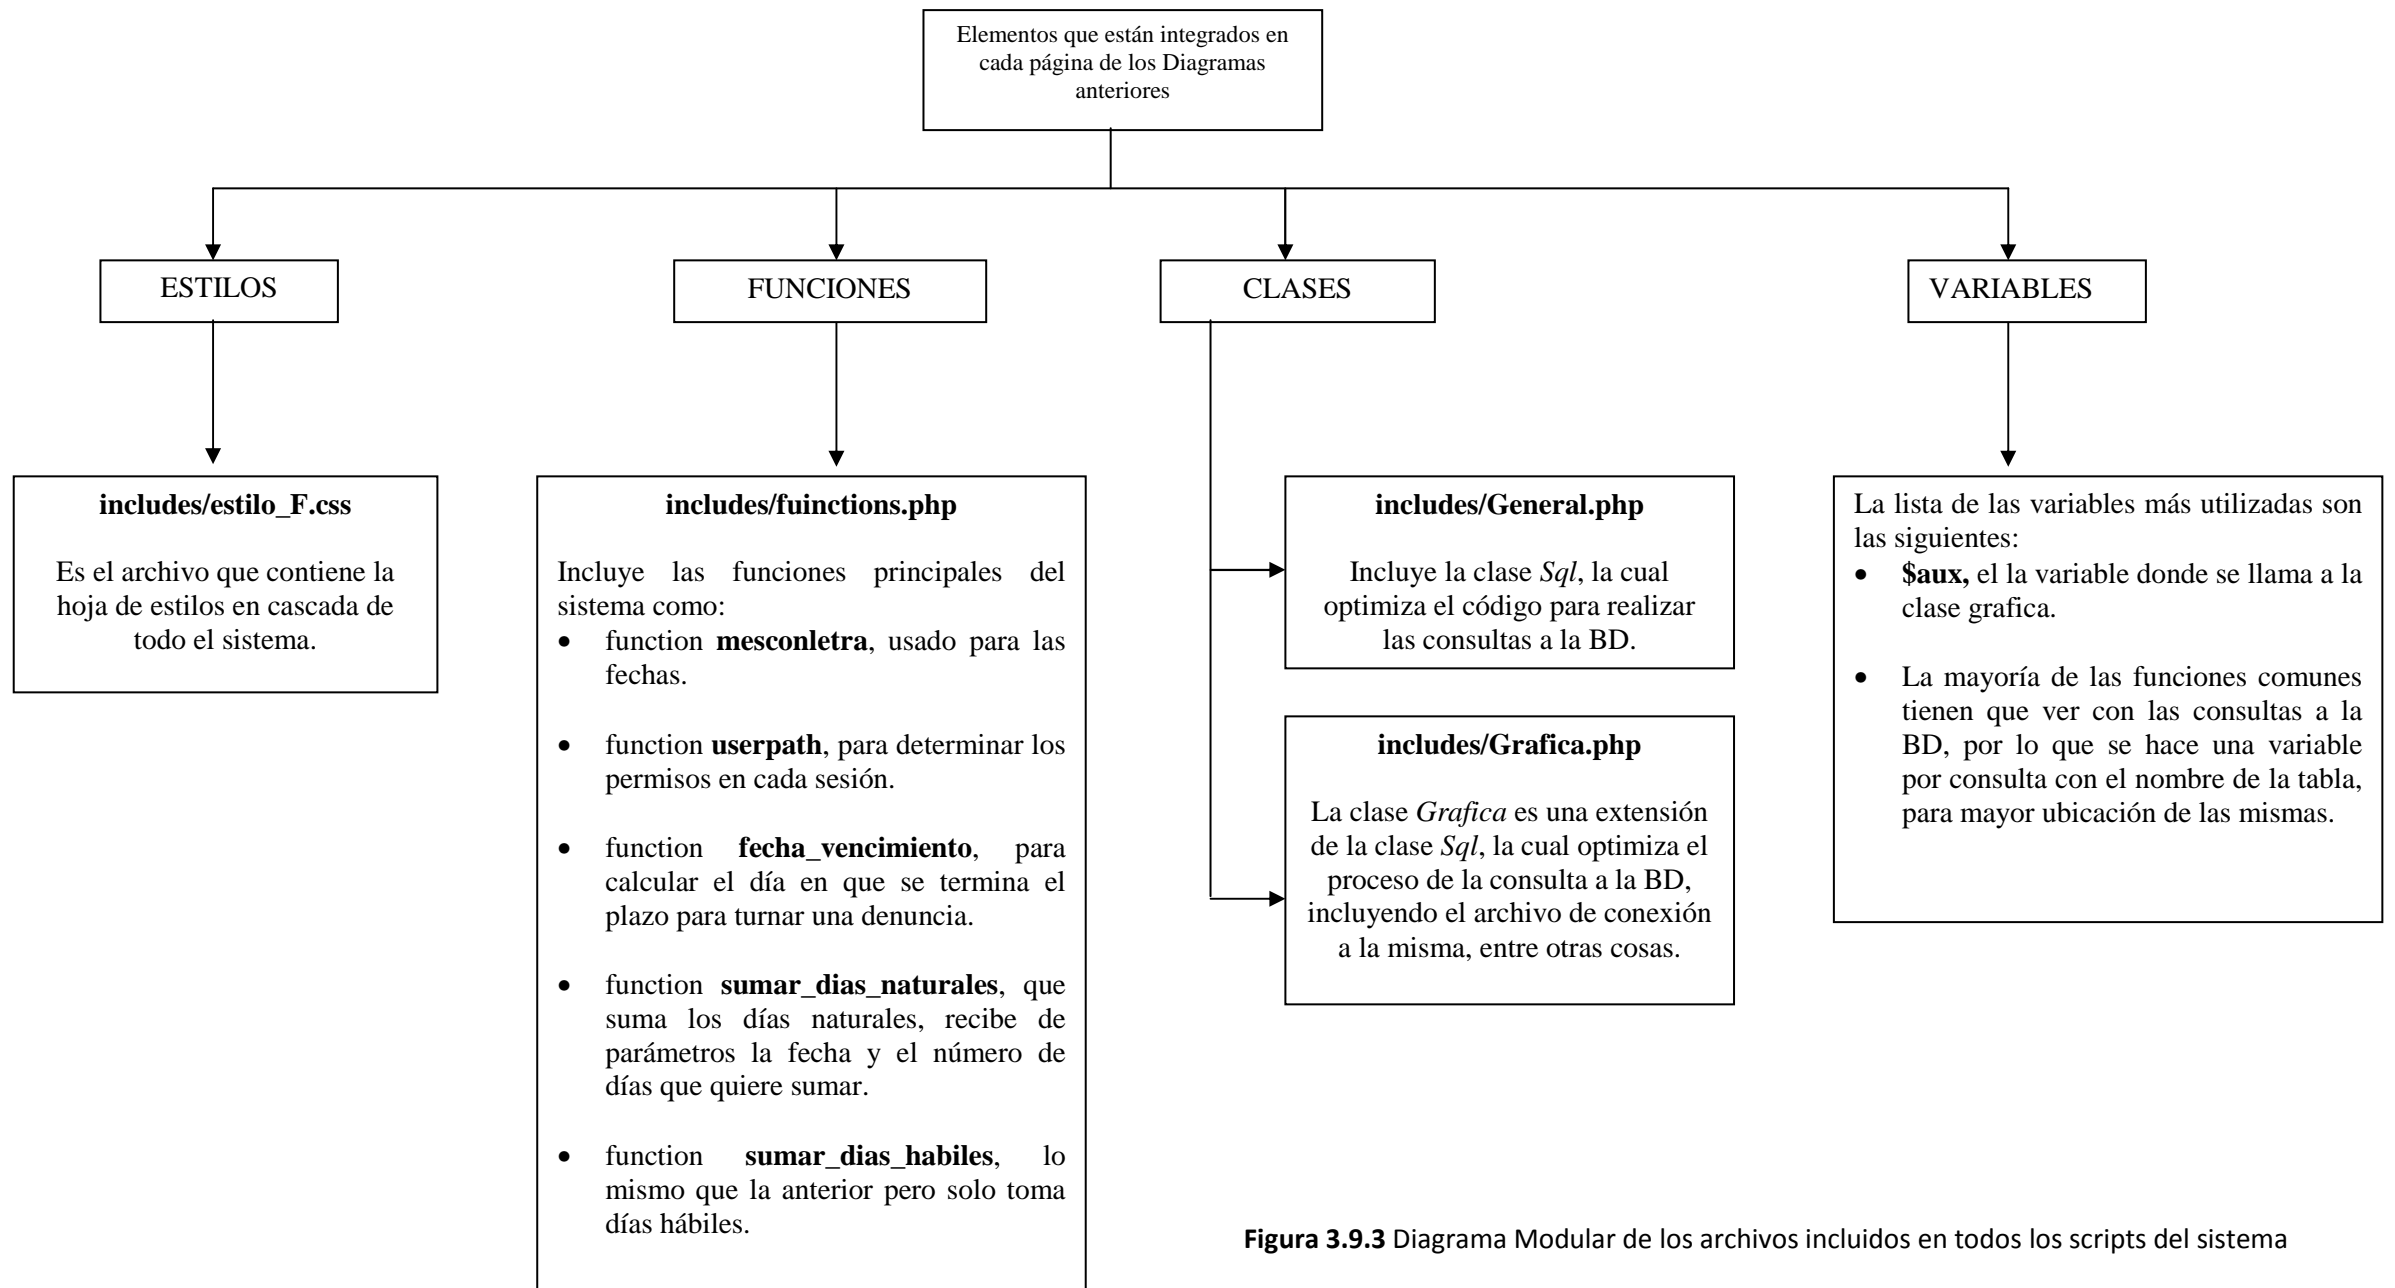 Elementos que están integrados en
cada página de los Diagramas
anteriores
ESTILOS
FUNCIONES
CLASES
VARIABLES
includes/estilo_F.css
Es el archivo que contiene la
hoja de estilos en cascada de
todo el sistema.
includes/fuinctions.php
Incluye las funciones principales del
sistema como:
• function mesconletra, usado para las
fechas.
• function userpath, para determinar los
permisos en cada sesión.
• function fecha_vencimiento, para
calcular el día en que se termina el
plazo para turnar una denuncia.
• function sumar_dias_naturales, que
suma los días naturales, recibe de
parámetros la fecha y el número de
días que quiere sumar.
• function sumar_dias_habiles, lo
mismo que la anterior pero solo toma
días hábiles.
includes/General.php
Incluye la clase Sql, la cual
optimiza el código para realizar
las consultas a la BD.
includes/Grafica.php
La clase Grafica es una extensión
de la clase Sql, la cual optimiza el
proceso de la consulta a la BD,
incluyendo el archivo de conexión
a la misma, entre otras cosas.
La lista de las variables más utilizadas son
las siguientes:
• $aux, el la variable donde se llama a la
clase grafica.
• La mayoría de las funciones comunes
tienen que ver con las consultas a la
BD, por lo que se hace una variable
por consulta con el nombre de la tabla,
para mayor ubicación de las mismas.
Figura 3.9.3 Diagrama Modular de los archivos incluidos en todos los scripts del sistema